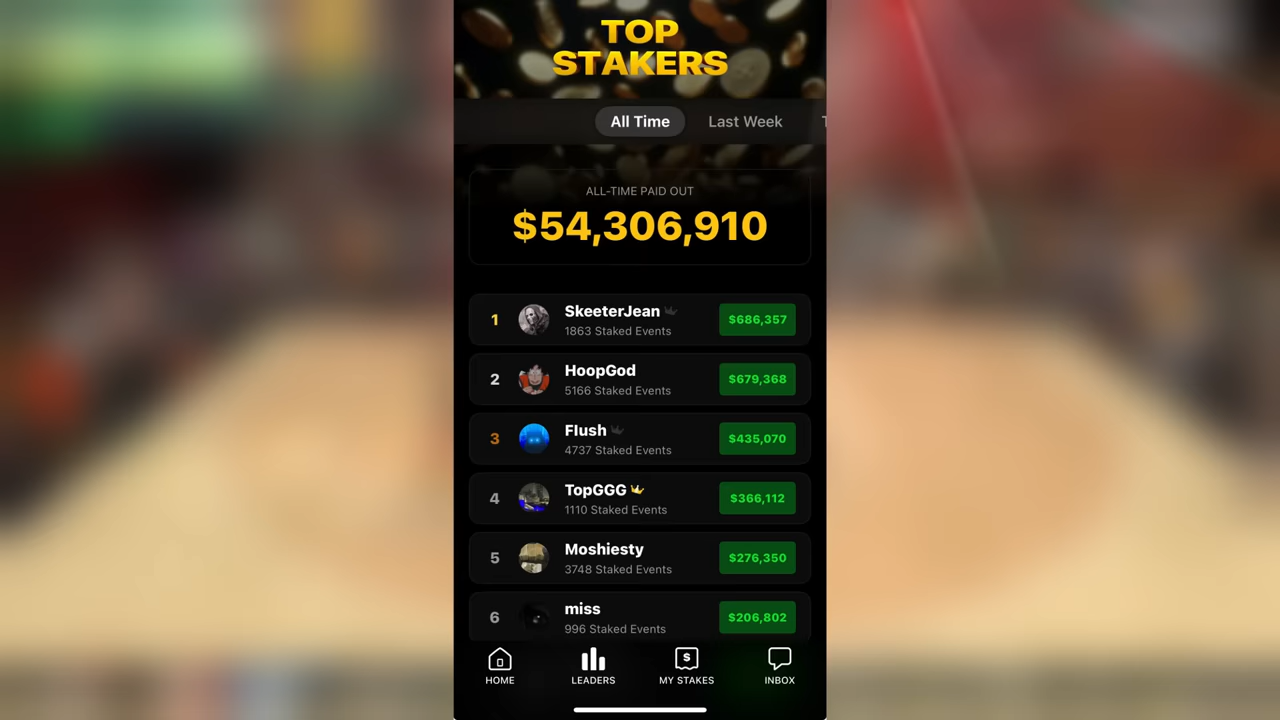 TOP
STAKERS
All Time
Last Week
T
ALL-TIME PAID OUT
$54,306,910
1
SkeeterJean
1863 Staked Events
$686,357
2
HoopGod
5166 Staked Events
$679,368
3
Flush
4737 Staked Events
$435,070
4
TopGGG
1110 Staked Events
$366,112
5
Moshiesty
3748 Staked Events
$276,350
6
miss
996 Staked Events
$206,802
$
HOME
LEADERS
MY STAKES
INBOX